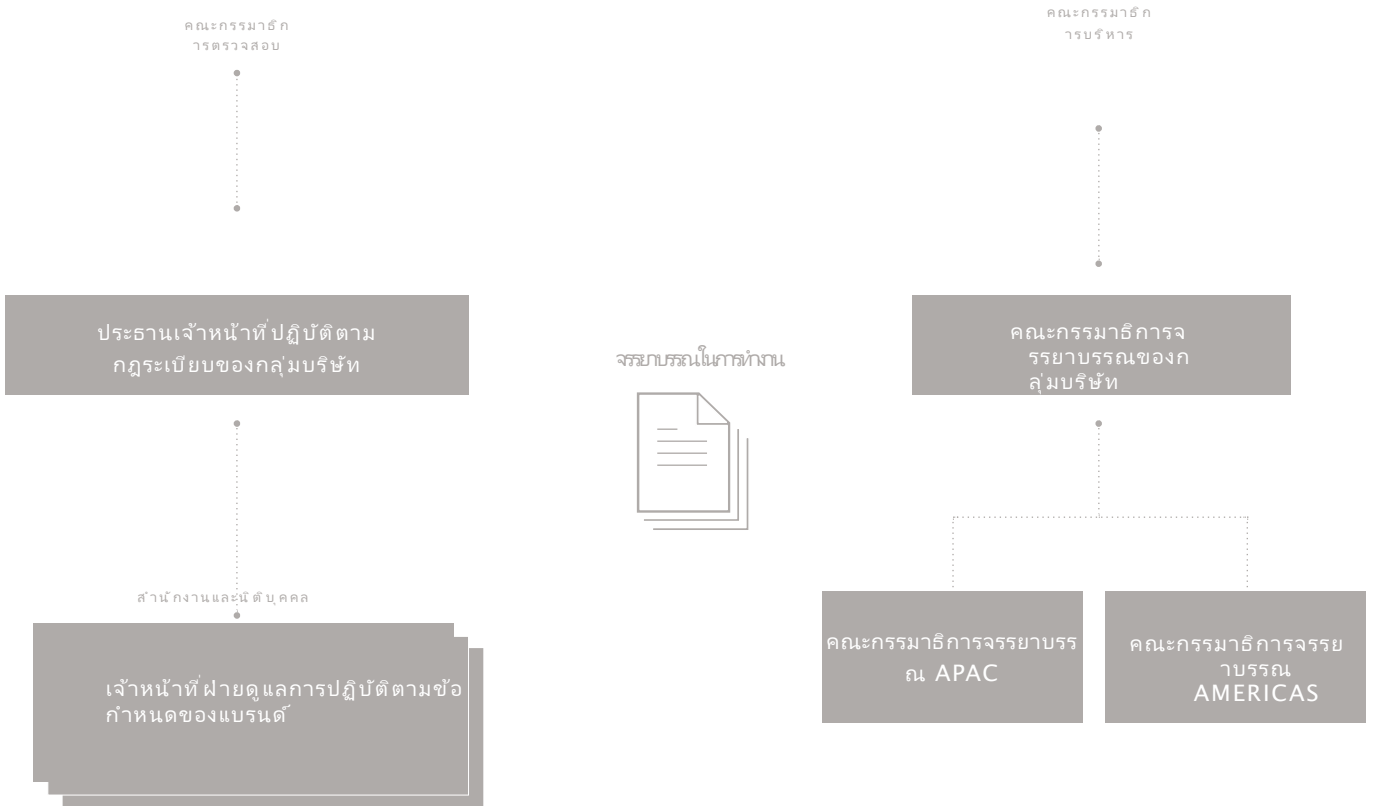 คณะกรรมาธิก
ารตรวจสอบ
คณะกรรมาธิก
ารบริหาร
ประธานเจ้าหน้าที่ปฏิบัติตาม
กฎระเบียบของกลุ่มบริษัท
จรรยาบรรณในการทำงาน
คณะกรรมาธิการจ
รรยาบรรณของก
ลุ่มบริษัท
สำนักงานและนิติบุคคล
เจ้าหน้าที่ฝ่ายดูแลการปฏิบัติตามข้อ
กำหนดของแบรนด์
คณะกรรมาธิการจรรยาบรร
ณ APAC
คณะกรรมาธิการจรรย
าบรรณ
AMERICAS